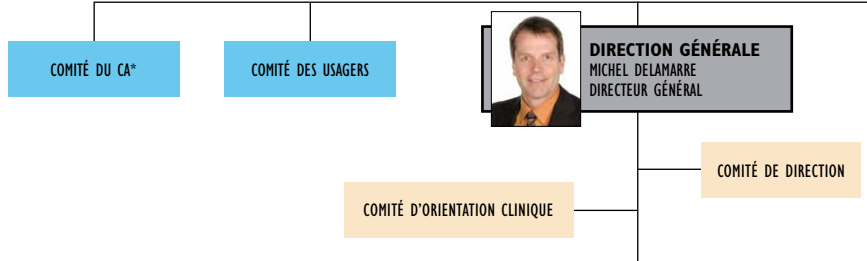 COMITÉ DU CA*
COMITÉ DES USAGERS
DIRECTION GÉNÉRALE
MICHEL DELAMARRE
DIRECTEUR GÉNÉRAL
COMITÉ DE DIRECTION
COMITÉ D'ORIENTATION CLINIQUE